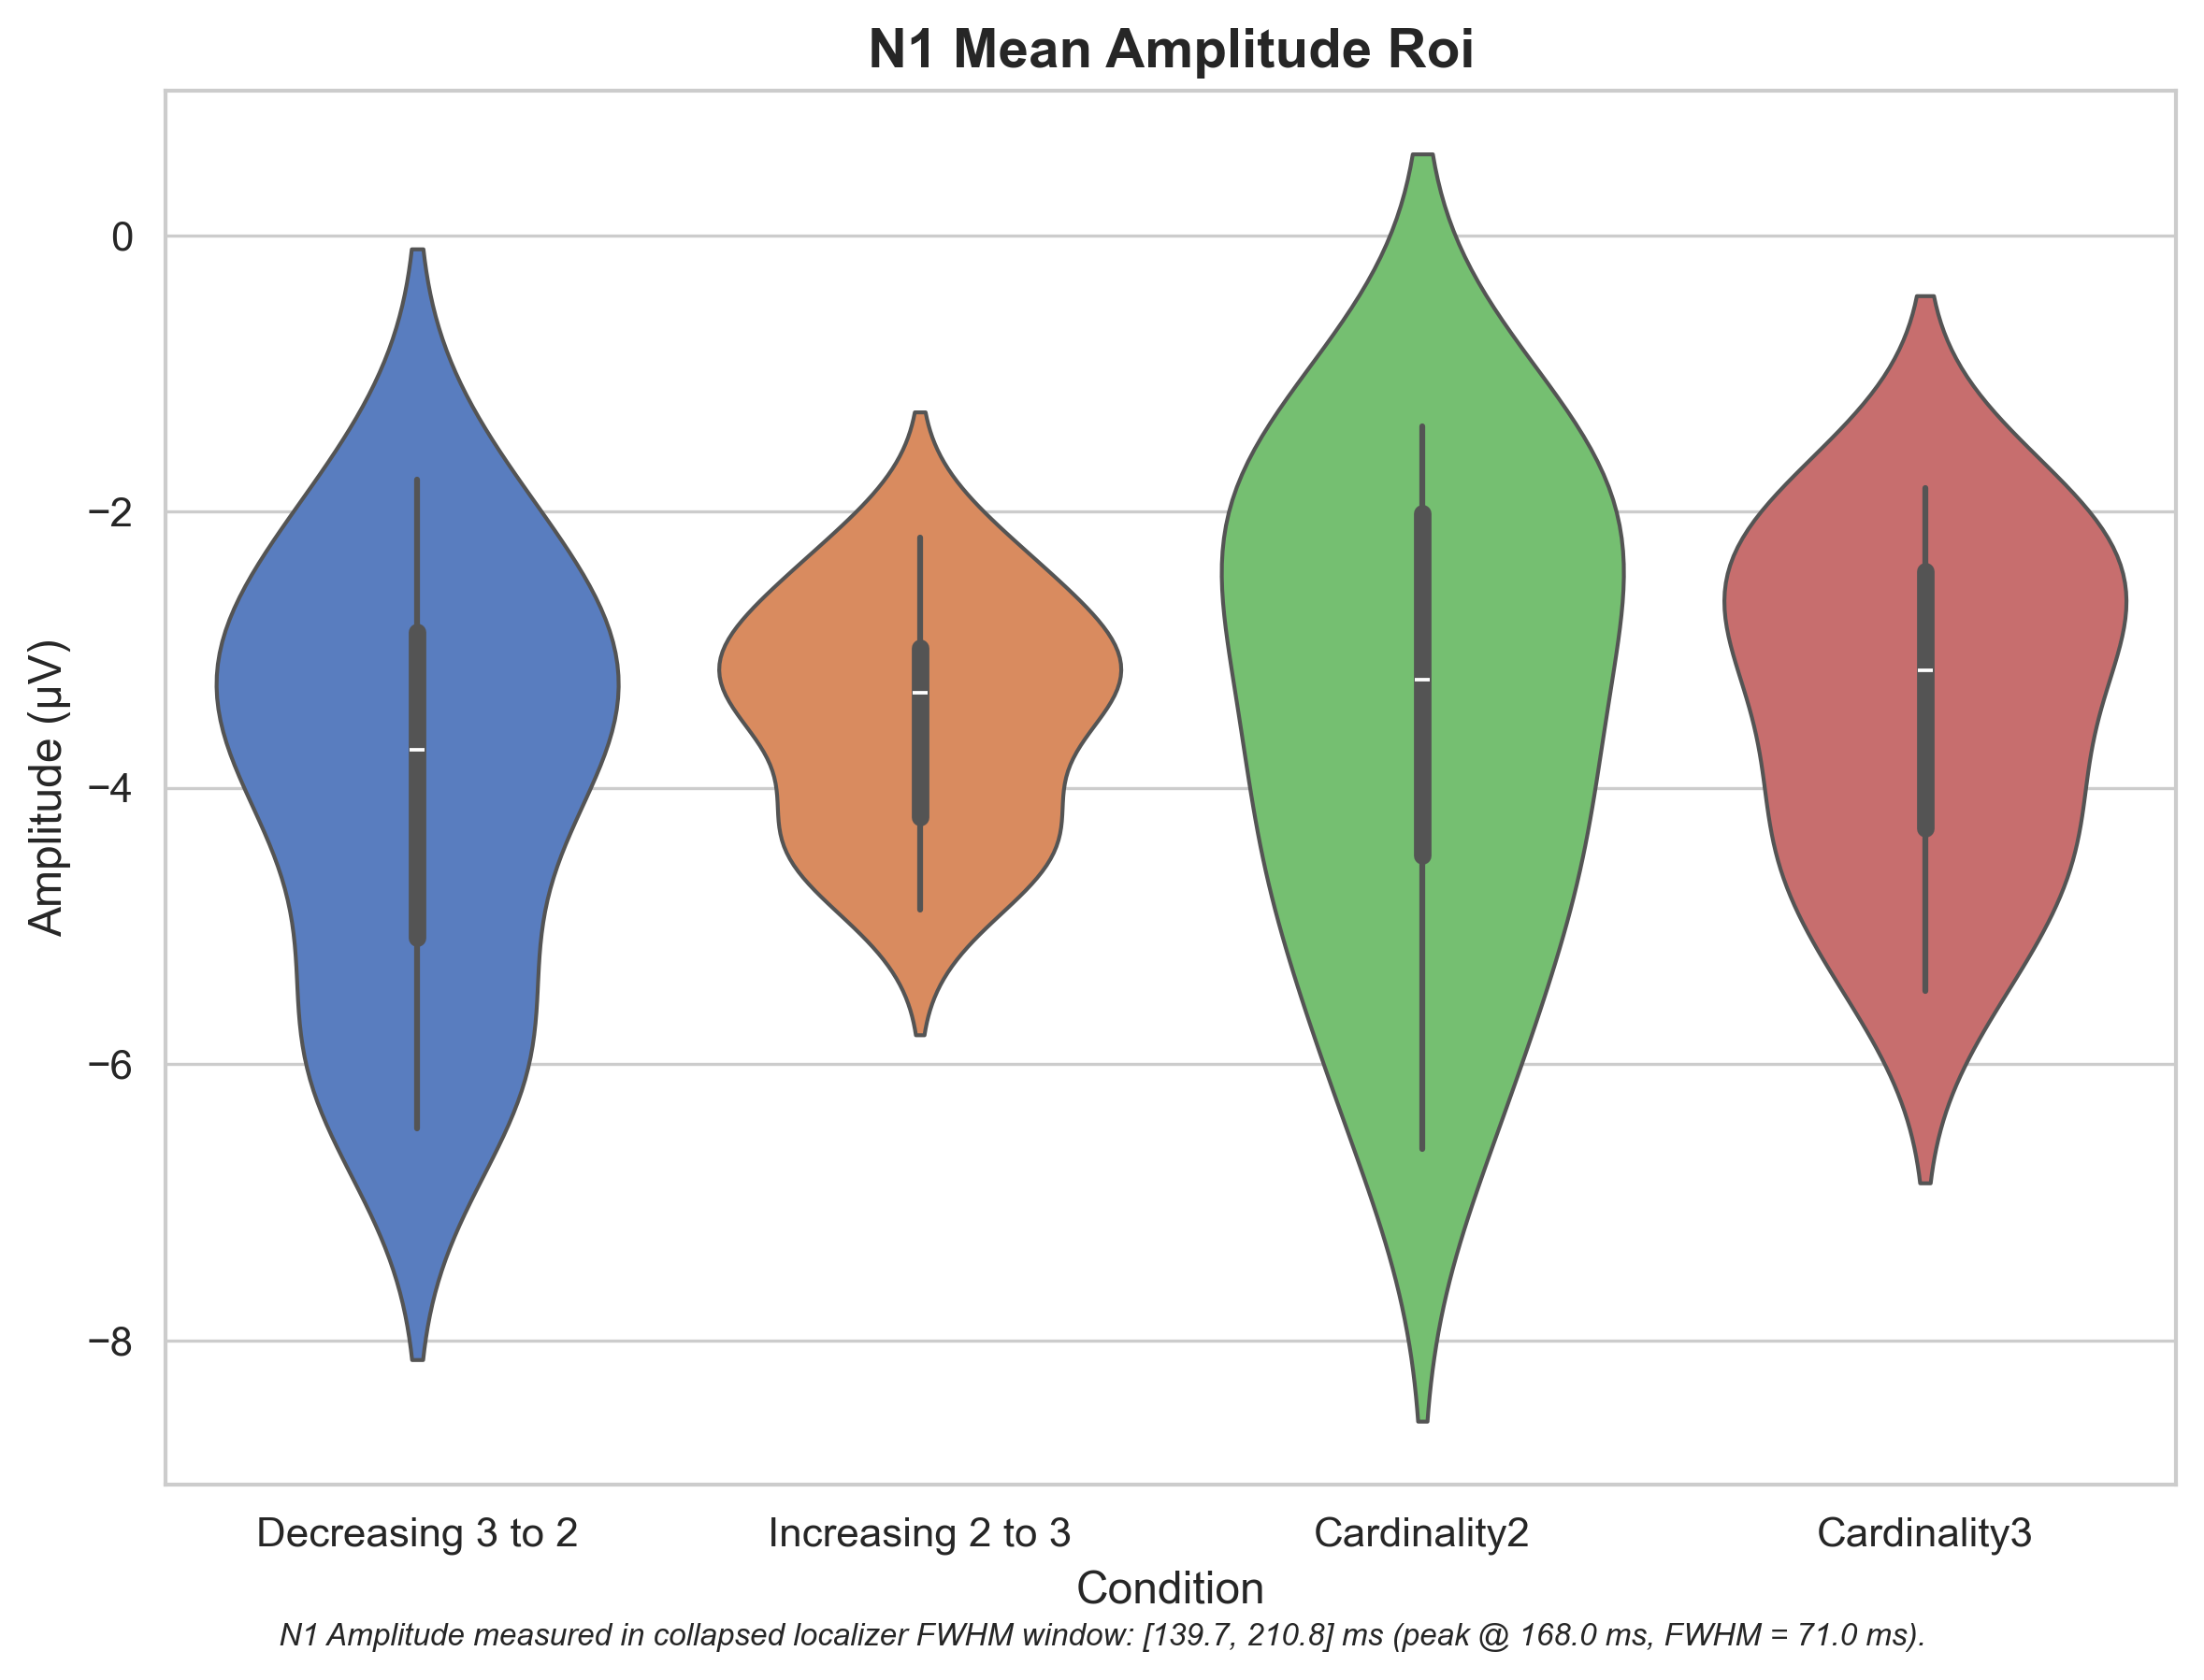 N1 Mean Amplitude Roi
Amplitude (µV)
0
−2
−4
−6
−8
Decreasing 3 to 2
Increasing 2 to 3
Cardinality2
Cardinality3
Condition
N1 Amplitude measured in collapsed localizer FWHM window: [139.7, 210.8] ms (peak @ 168.0 ms, FWHM = 71.0 ms).